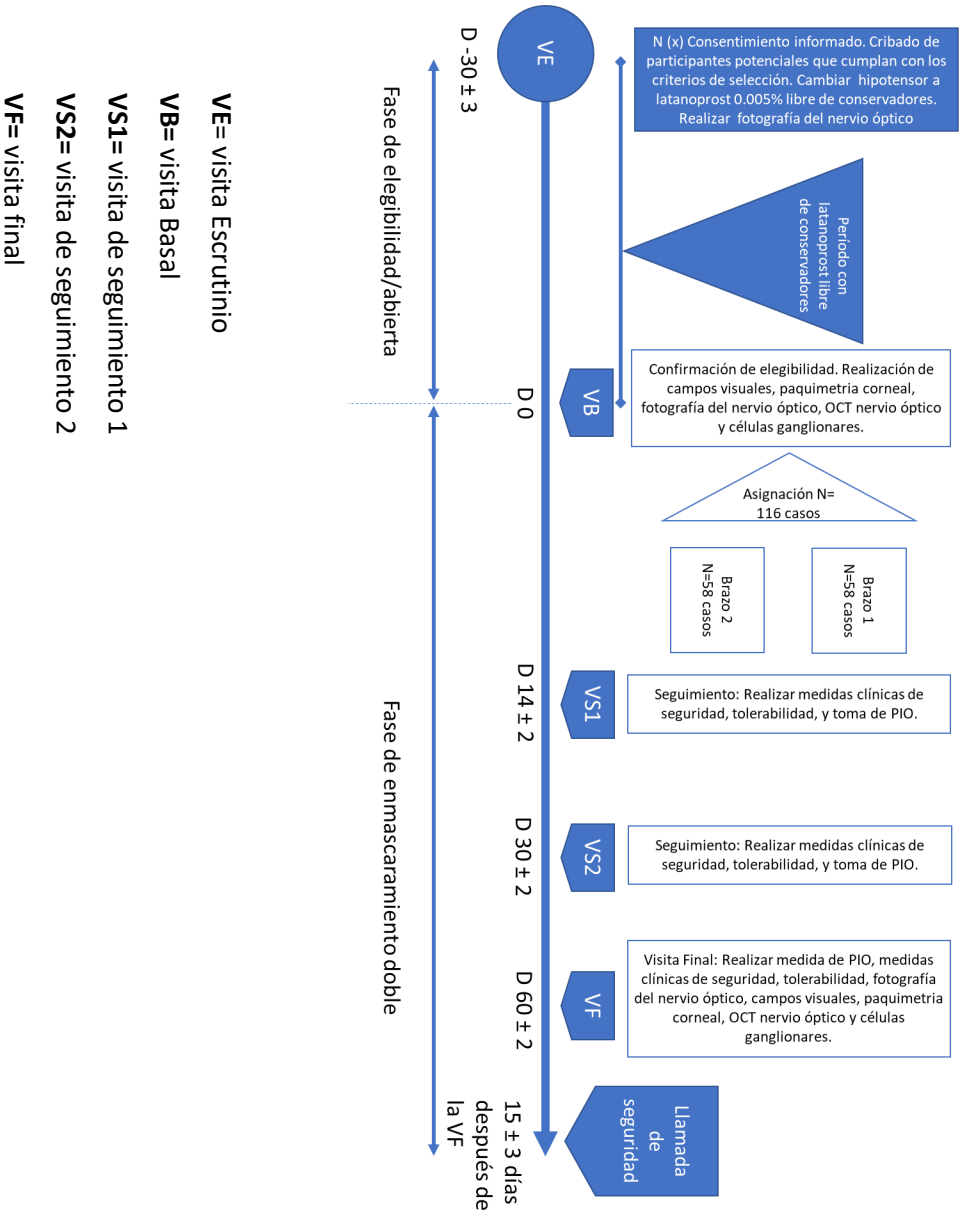 N (x) Consentimiento informado. Cribado de
participantes potenciales que cumplan con los
criterios de selección. Cambiar hipotensor a
latanoprost 0.005% libre de conservadores.
Realizar fotografía del nervio óptico
VE
D -30 ± 3
Fase de elegibilidad/abierta
Período con
latanoprost libre
de conservadores
Confirmación de elegibilidad. Realización de
campos visuales, paquimetria corneal,
fotografía del nervio óptico, OCT nervio óptico
y células ganglionares.
VB
D 0
Asignación N=
116 casos
Brazo 1
N=58 casos
Brazo 2
N=58 casos
Seguimiento: Realizar medidas clínicas de
seguridad, tolerabilidad, y toma de PIO.
VS1
D 14 ± 2
Fase de enmascaramiento doble
Seguimiento: Realizar medidas clínicas de
seguridad, tolerabilidad, y toma de PIO.
VS2
D 30 ± 2
Visita Final: Realizar medida de PIO, medidas
clínicas de seguridad, tolerabilidad, fotografía
del nervio óptico, campos visuales, paquimetria
corneal, OCT nervio óptico y células
ganglionares.
VF
D 60 ± 2
Llamada
de
seguridad
15 ± 3 días
después de
la VF
VE= visita Escrutinio
VB= visita Basal
VS1= visita de seguimiento 1
VS2= visita de seguimiento 2
VF= visita final